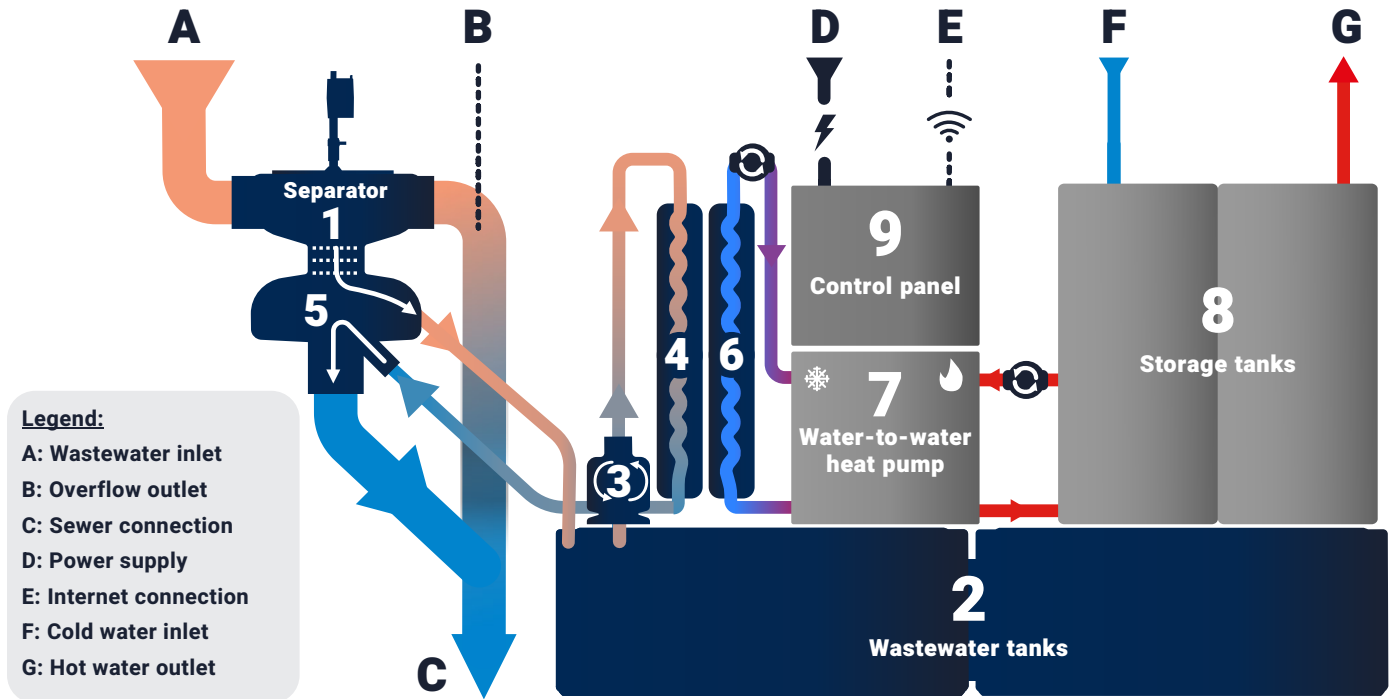 A
B
D
E
F
G
Separator
1
5
4
6
3
9
Control panel
7
Water-to-water
heat pump
8
Storage tanks
2
Wastewater tanks
C
Legend:
A: Wastewater inlet
B: Overflow outlet
C: Sewer connection
D: Power supply
E: Internet connection
F: Cold water inlet
G: Hot water outlet